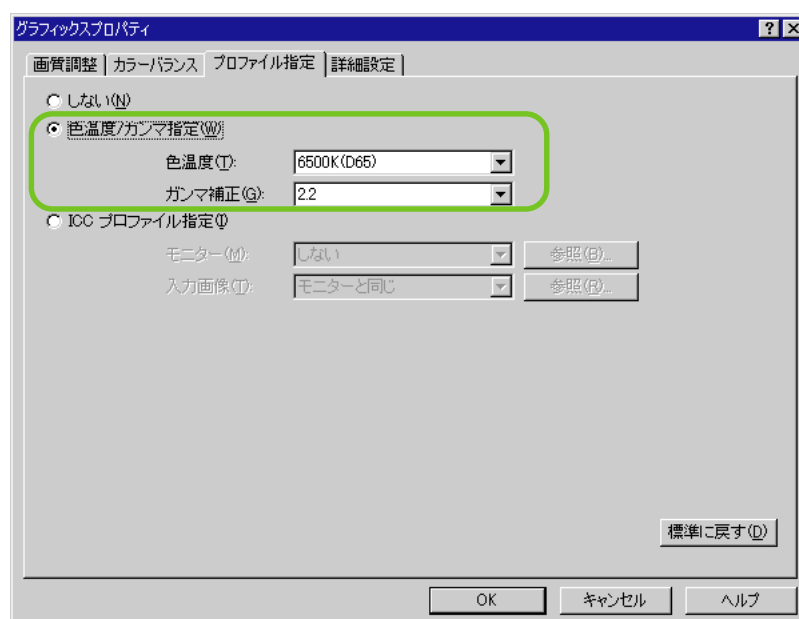 グラフィックスプロパティ
画質調整 カラーバランス プロファイル指定 詳細設定
しない(N)
色温度/ガンマ指定(W)
色温度(T): 6500K(D65)
ガンマ補正(G): 2.2
ICC プロファイル指定(I)
モニター(M): しない 参照(B)...
入力画像(T): モニターと同じ 参照(R)...
標準に戻す(D)
OK キャンセル ヘルプ